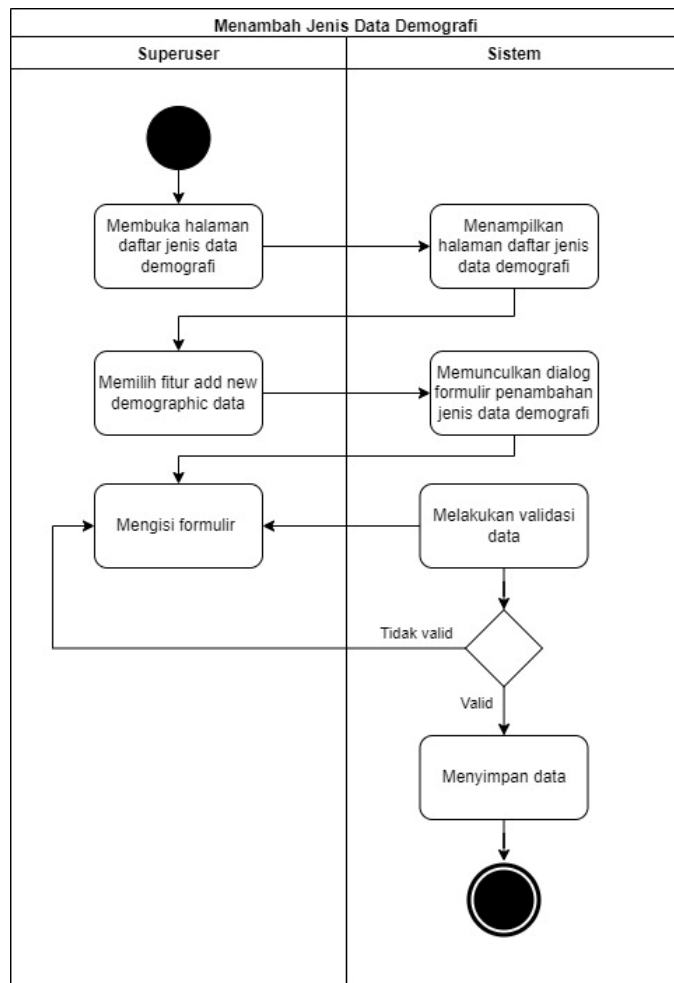 Menambah Jenis Data Demografi
Superuser
Sistem
Membuka halaman
daftar jenis data
demografi
Menampilkan
halaman daftar jenis
data demografi
Memilih fitur add new
demographic data
Memunculkan dialog
formulir penambahan
jenis data demografi
Mengisi formulir
Melakukan validasi
data
Tidak valid
Valid
Menyimpan data